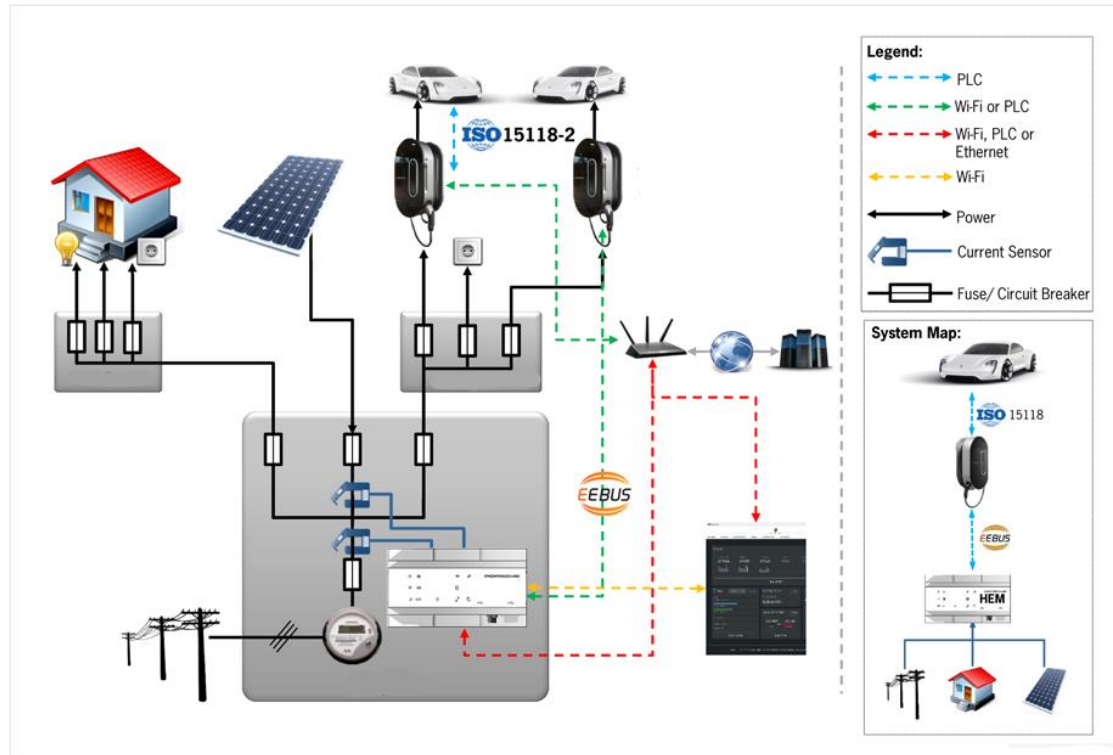 Legend:
PLC
Wi-Fi or PLC
Wi-Fi, PLC or
Ethernet
Wi-Fi
Power
Current Sensor
Fuse/ Circuit Breaker
System Map:
ISO 15118
EEBUS
HEM
ISO 15118-2
EEBUS
PORSCHE